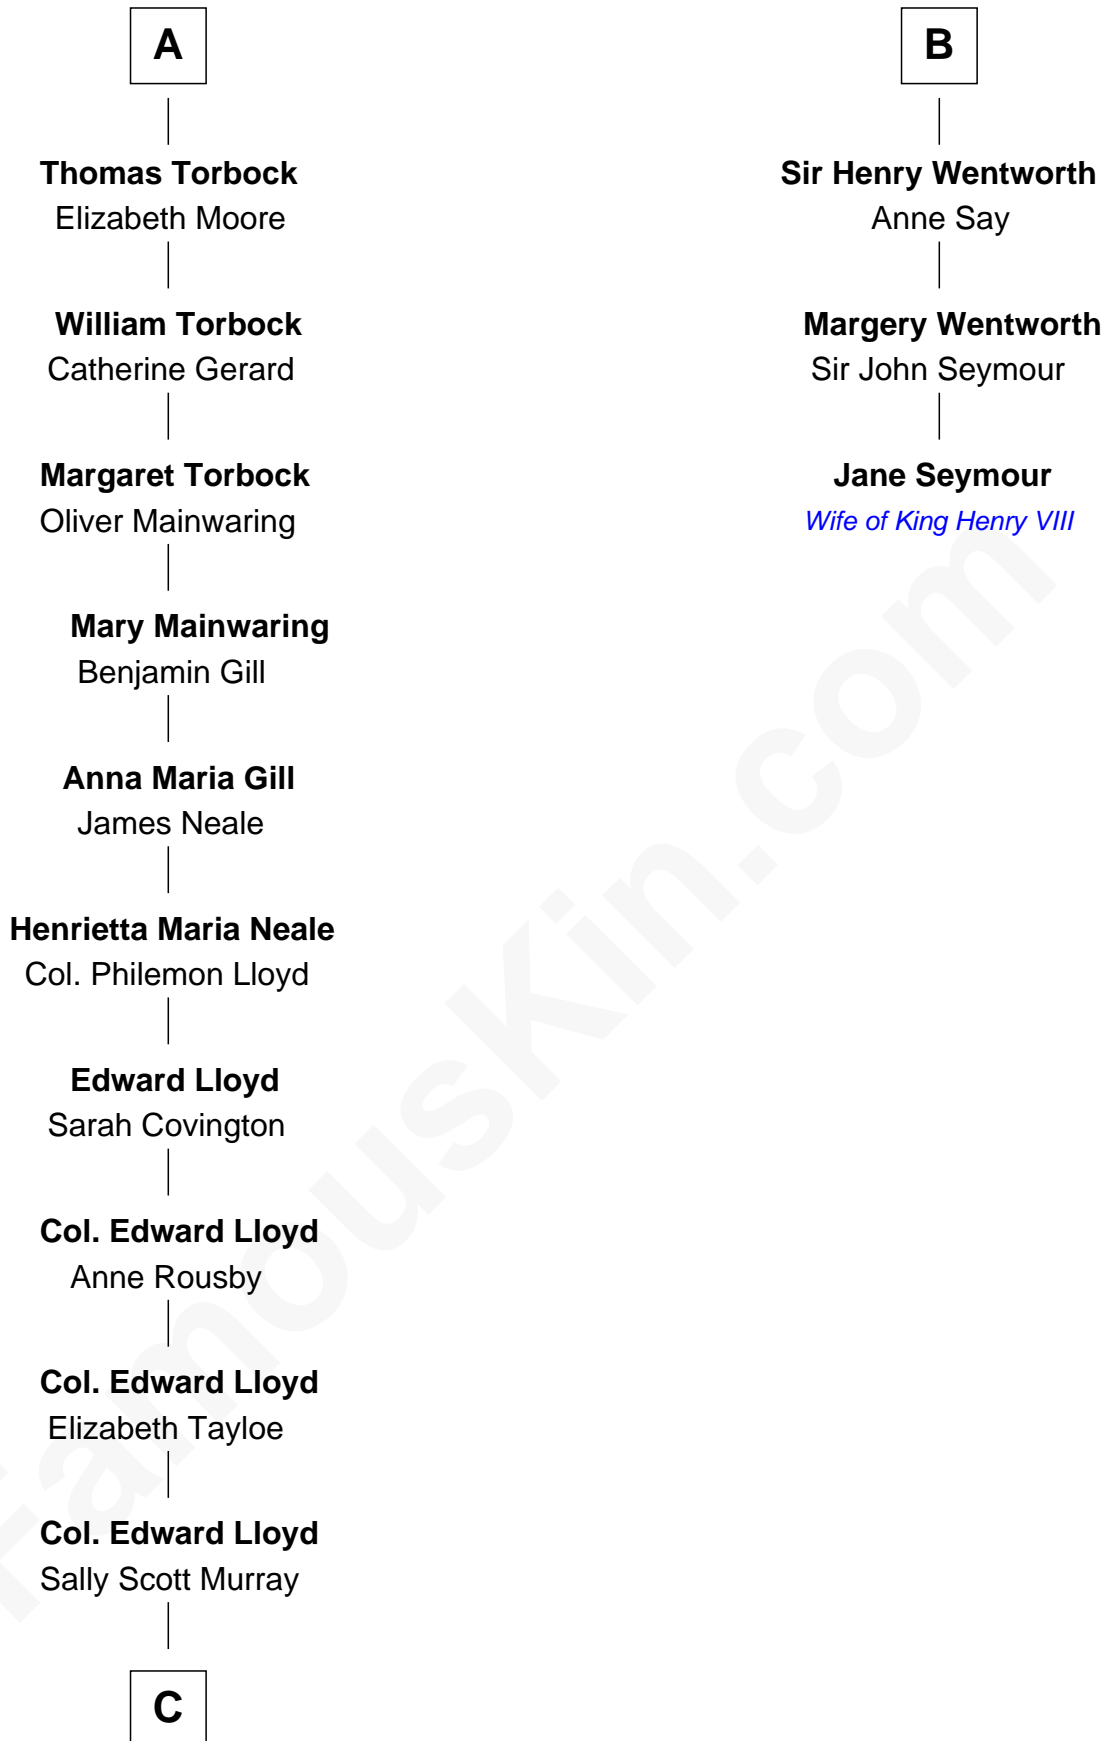 A
Thomas Torbock
Elizabeth Moore
William Torbock
Catherine Gerard
Margaret Torbock
Oliver Mainwaring
Mary Mainwaring
Benjamin Gill
Anna Maria Gill
James Neale
Henrietta Maria Neale
Col. Philemon Lloyd
Edward Lloyd
Sarah Covington
Col. Edward Lloyd
Anne Rousby
Col. Edward Lloyd
Elizabeth Tayloe
Col. Edward Lloyd
Sally Scott Murray
C
B
Sir Henry Wentworth
Anne Say
Margery Wentworth
Sir John Seymour
Jane Seymour
Wife of King Henry VIII
FamousKin.com